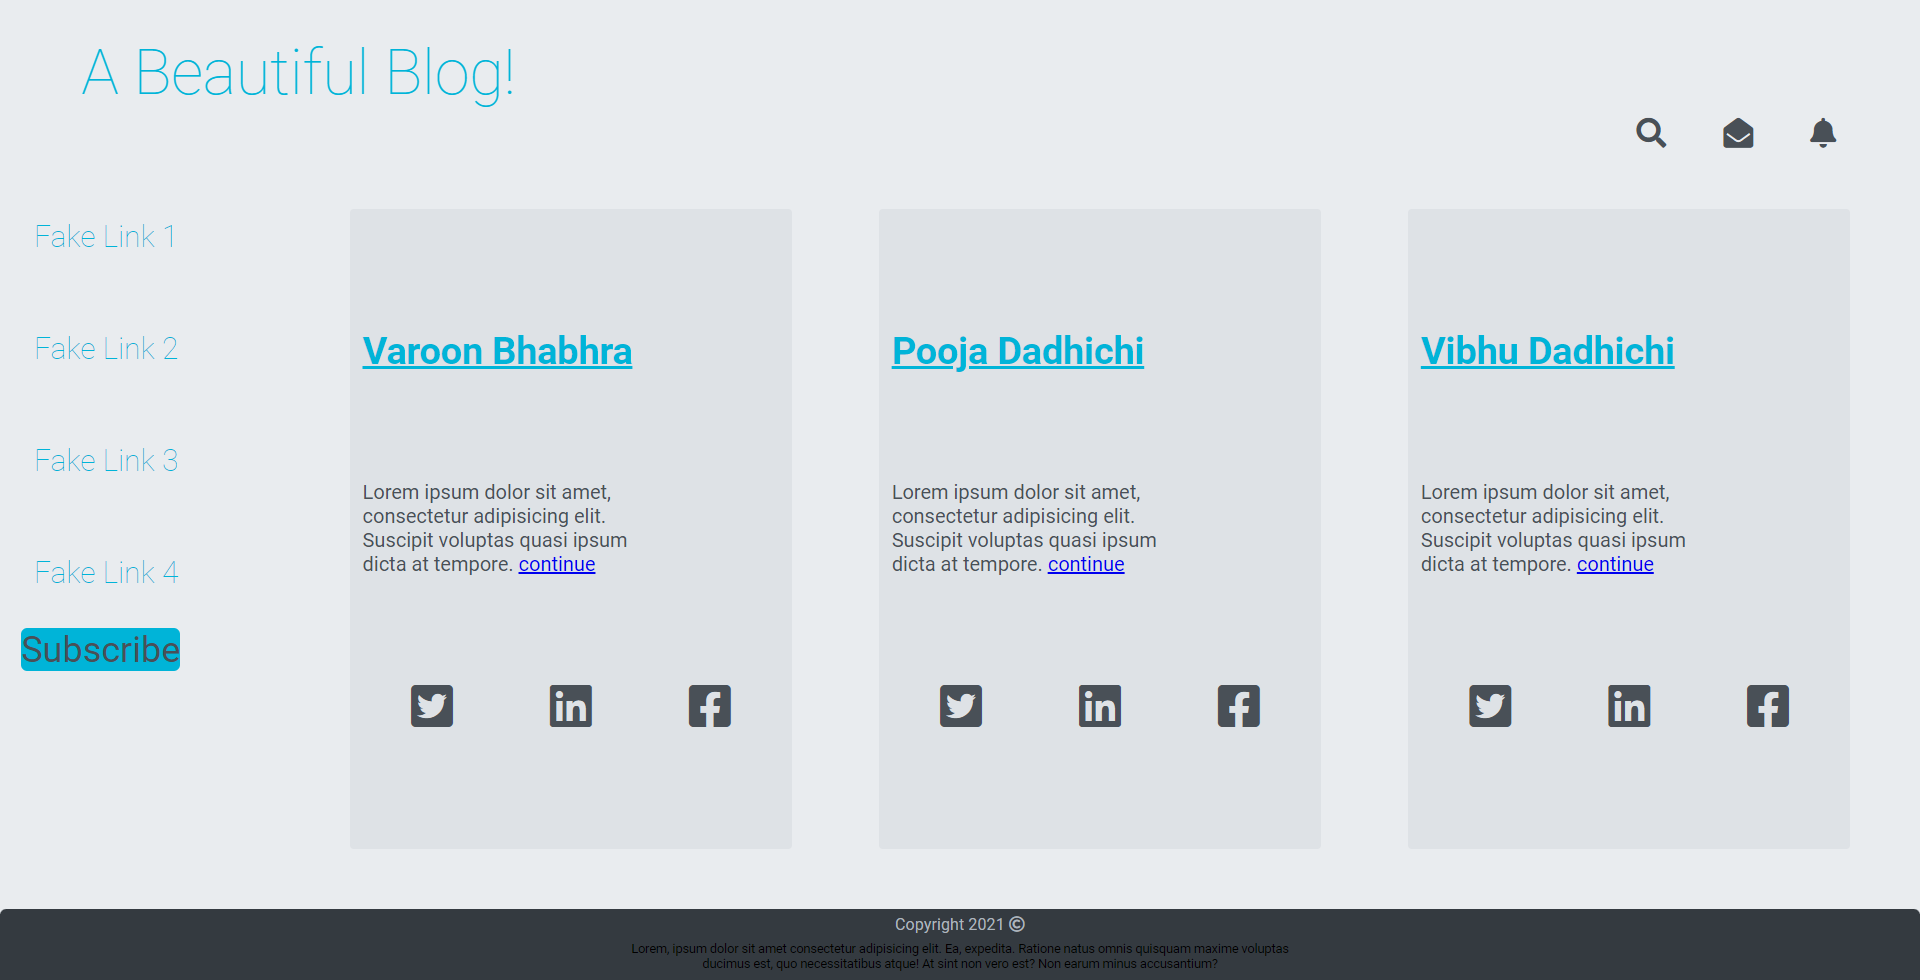 A Beautiful Blog!
Fake Link 1
Fake Link 2
Fake Link 3
Fake Link 4
Subscribe
Varoon Bhabhra
Lorem ipsum dolor sit amet,
consectetur adipisicing elit.
Suscipit voluptas quasi ipsum
dicta at tempore. continue
Pooja Dadhichi
Lorem ipsum dolor sit amet,
consectetur adipisicing elit.
Suscipit voluptas quasi ipsum
dicta at tempore. continue
Vibhu Dadhichi
Lorem ipsum dolor sit amet,
consectetur adipisicing elit.
Suscipit voluptas quasi ipsum
dicta at tempore. continue
Copyright 2021 ©
Lorem, ipsum dolor sit amet consectetur adipisicing elit. Ea, expedita. Ratione natus omnis quisquam maxime voluptas
ducimus est, quo necessitatibus atque! At sint non vero est? Non earum minus accusantium?